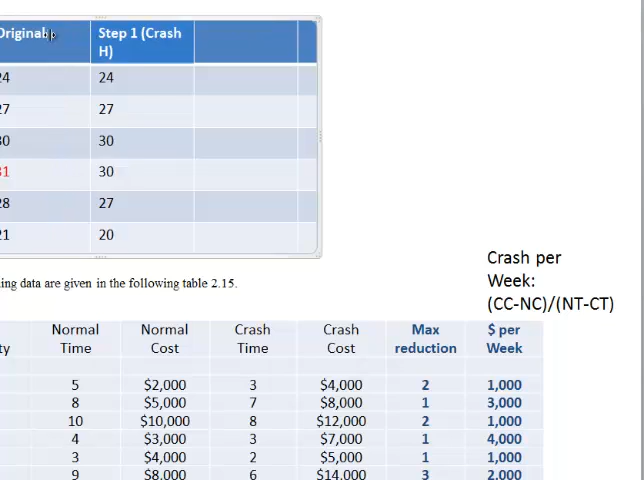 Original Step 1 (Crash
H)
24 24
27 27
30 30
31 30
28 27
21 20
ing data are given in the following table 2.15.
Crash per
Week:
(CC-NC)/(NT-CT)
Normal Normal Crash Crash Max $ per
ty Time Cost Time Cost reduction Week
5 $2,000 3 $4,000 2 1,000
8 $5,000 7 $8,000 1 3,000
10 $10,000 8 $12,000 2 1,000
4 $3,000 3 $7,000 1 4,000
3 $4,000 2 $5,000 1 1,000
9 $8,000 6 $14,000 3 2,000